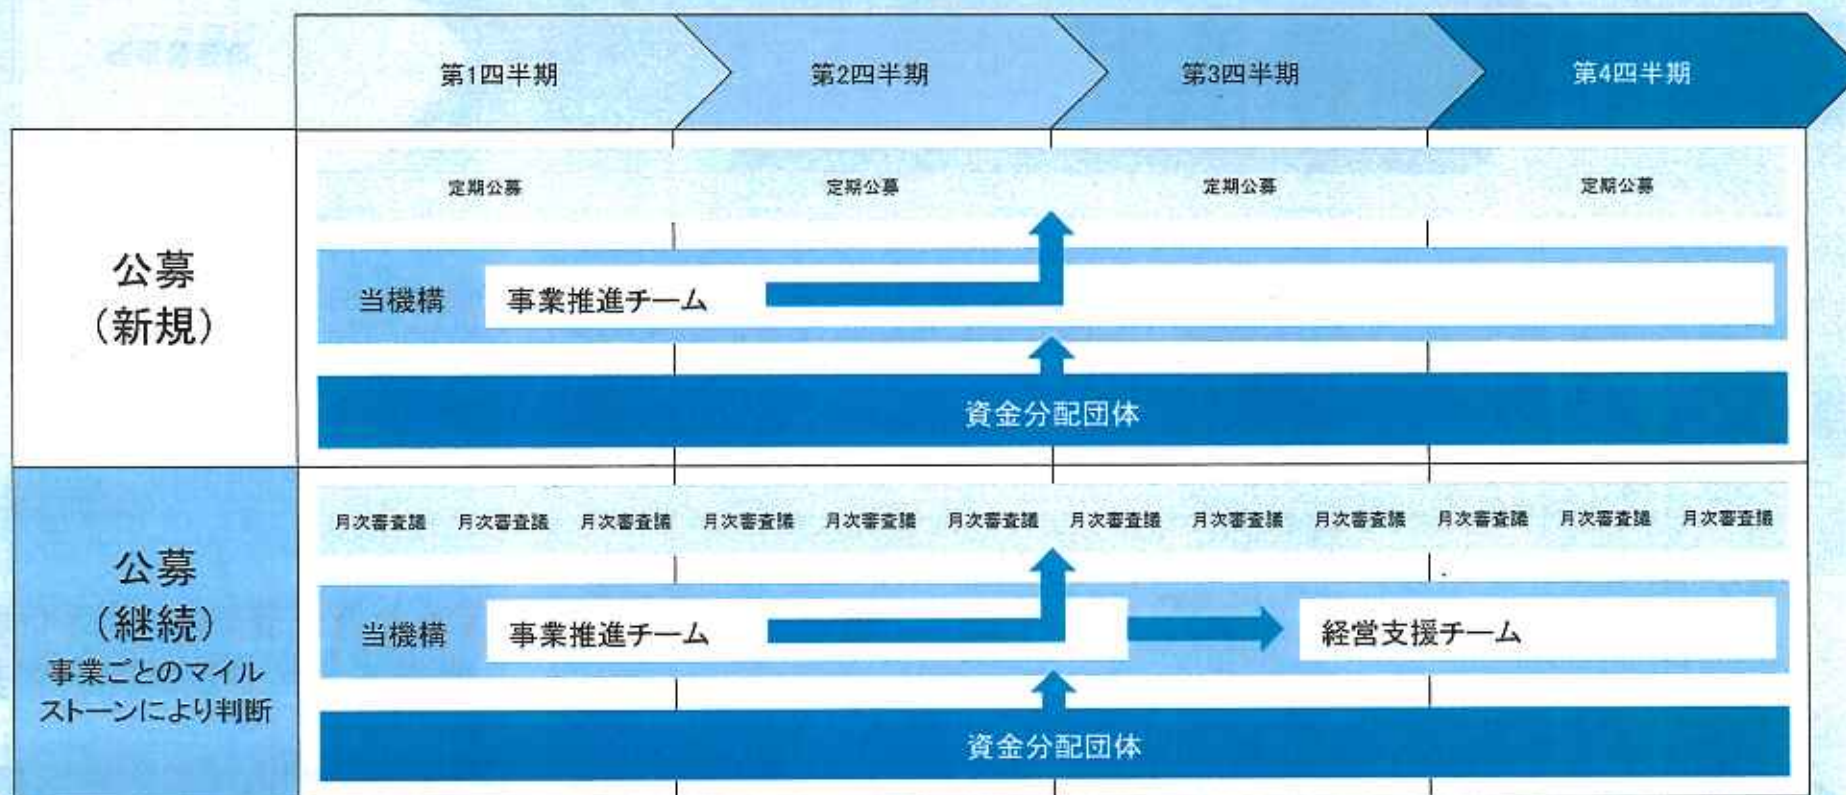 第1四半期 第2四半期 第3四半期 第4四半期
公募
(新規)
定期公募 定期公募 定期公募 定期公募
当機構 事業推進チーム
資金分配団体
公募
(継続)
事業ごとのマイル
ストーンにより判断
月次審査議 月次審査議 月次審査議 月次審査議 月次審査議 月次審査議 月次審査議 月次審査議 月次審査議 月次審査議 月次審査議 月次審査議
当機構 事業推進チーム 経営支援チーム
資金分配団体